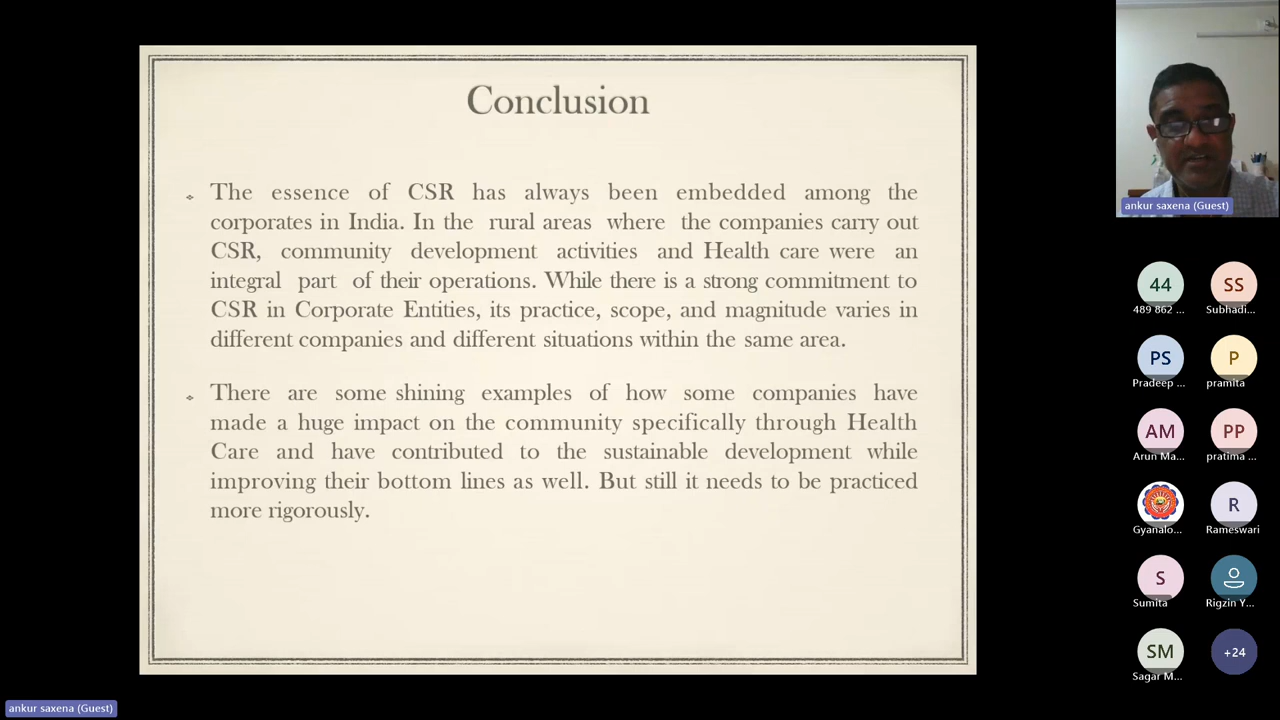 Conclusion
The essence of CSR has always been embedded among the
corporates in India. In the rural areas where the companies carry out
CSR, community development activities and Health care were an
integral part of their operations. While there is a strong commitment to
CSR in Corporate Entities, its practice, scope, and magnitude varies in
different companies and different situations within the same area.
There are some shining examples of how some companies have
made a huge impact on the community specifically through Health
Care and have contributed to the sustainable development while
improving their bottom lines as well. But still it needs to be practiced
more rigorously.
ankur saxena (Guest)
44 SS
489 862 ... Subhadi...
PS P
Pradeep ... pramita
AM PP
Arun Ma... pratima ...
R
Gyanalo... Rameswari
S
Sumita Rigzin Y...
SM +24
Sagar M...
ankur saxena (Guest)